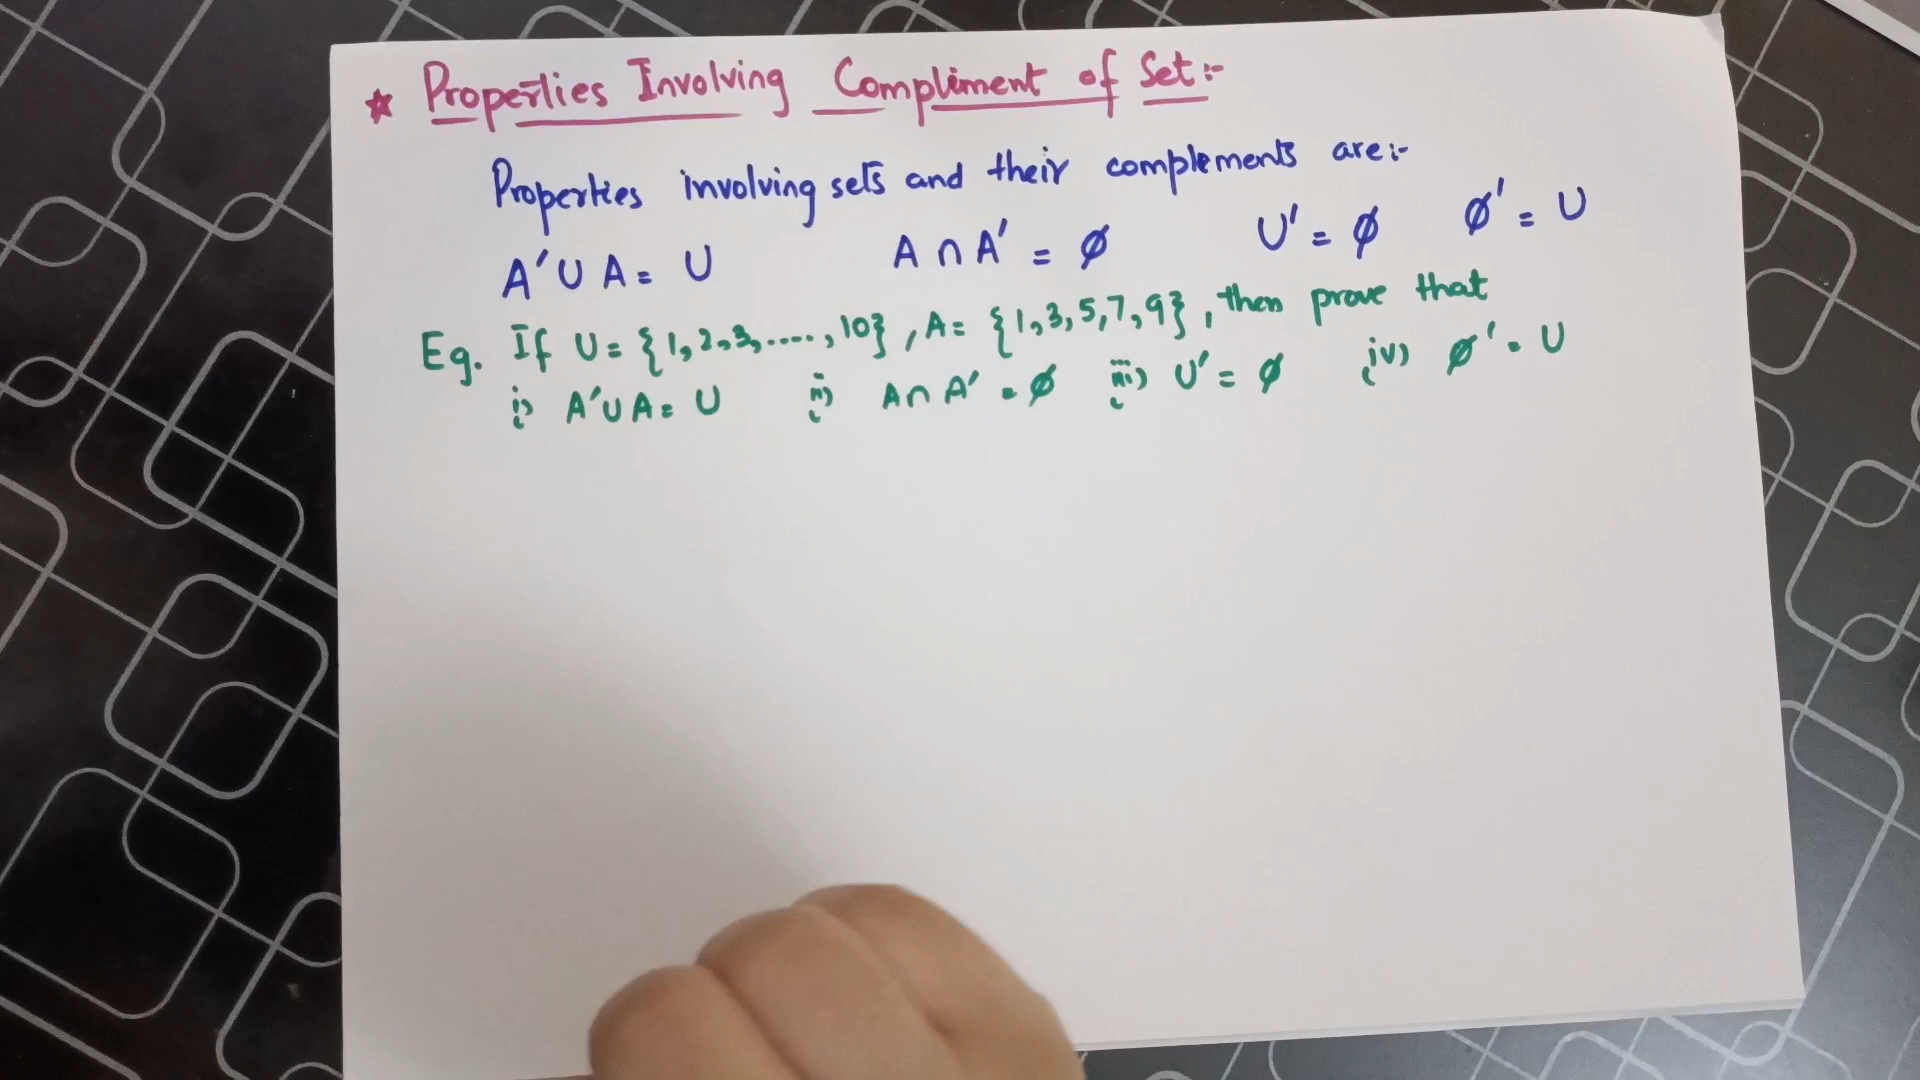 * Properties Involving Compliment of Set:-
Properties involving sets and their complements are:-
A′ ∪ A = U A ∩ A′ = ∅ U′ = ∅ ∅′ = U
Eg. If U = {1,2,3,....,10}, A = {1,3,5,7,9}, then prove that
i) A′∪A = U ii) A∩A′ = ∅ iii) U′ = ∅ iv) ∅′ = U